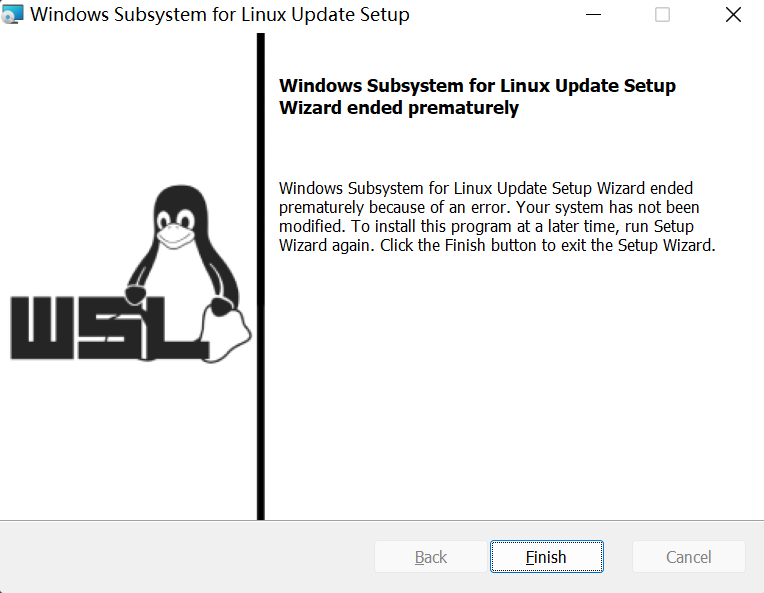 Windows Subsystem for Linux Update Setup
Windows Subsystem for Linux Update Setup
Wizard ended prematurely
Windows Subsystem for Linux Update Setup Wizard ended
prematurely because of an error. Your system has not been
modified. To install this program at a later time, run Setup
Wizard again. Click the Finish button to exit the Setup Wizard.
WSL
Back
Finish
Cancel